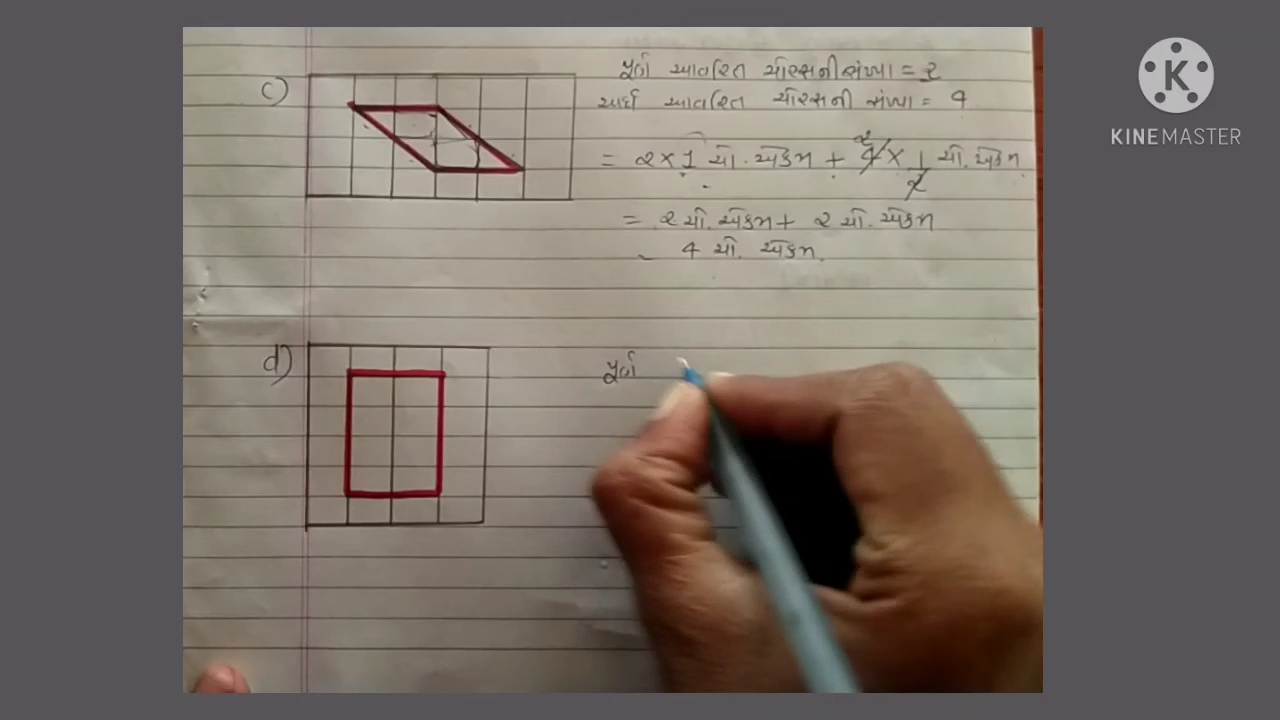 c)
પૂર્ણ આવરિત ચોરસની સંખ્યા = ૨
અર્ધ આવરિત ચોરસની સંખ્યા = 4
= ૨ × 1 ચો. એકમ + 4 × 1/2 ચો. એકમ
= ૨ ચો. એકમ + ૨ ચો. એકમ
4 ચો. એકમ.
d)
પૂર્ણ
K
KINEMASTER